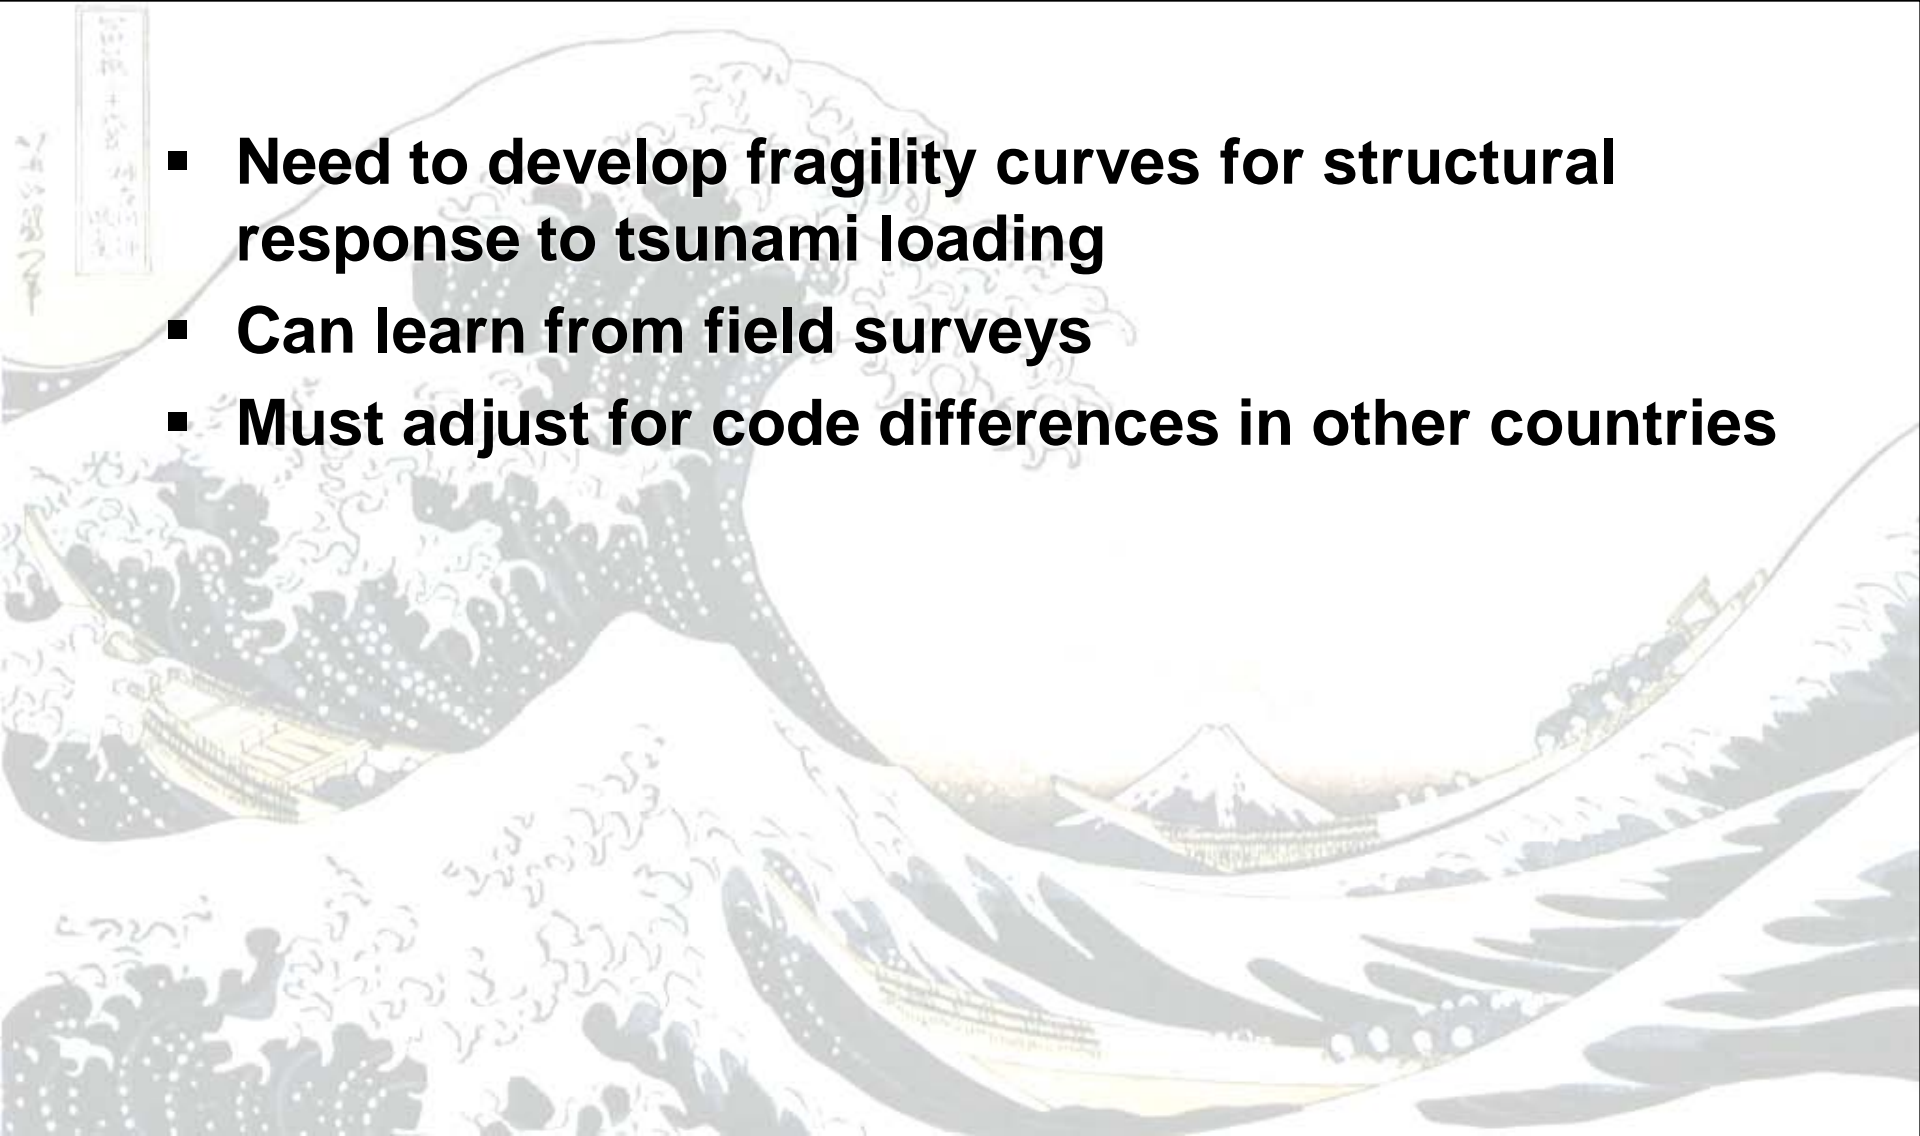 ▪ Need to develop fragility curves for structural
response to tsunami loading
▪ Can learn from field surveys
▪ Must adjust for code differences in other countries